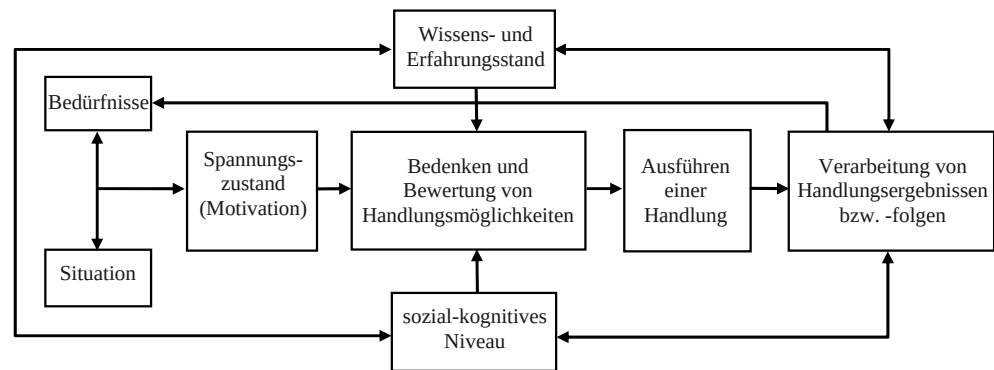 Wissens- und
Erfahrungsstand
Bedürfnisse
Spannungs-
zustand
(Motivation)
Bedenken und
Bewertung von
Handlungsmöglichkeiten
Ausführen
einer
Handlung
Verarbeitung von
Handlungsergebnissen
bzw. -folgen
Situation
sozial-kognitives
Niveau